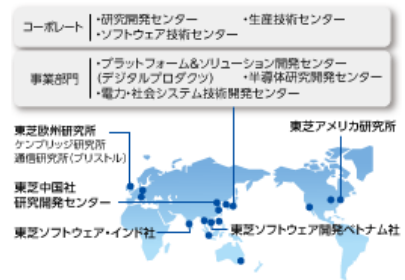 コーポレート
・研究開発センター ・生産技術センター
・ソフトウェア技術センター
事業部門
・プラットフォーム&ソリューション開発センター
(デジタルプロダクツ) ・半導体研究開発センター
・電力・社会システム技術開発センター
東芝欧州研究所
ケンブリッジ研究所
通信研究所(ブリストル)
東芝アメリカ研究所
東芝中国社
研究開発センター
東芝ソフトウェア・インド社
東芝ソフトウェア開発ベトナム社